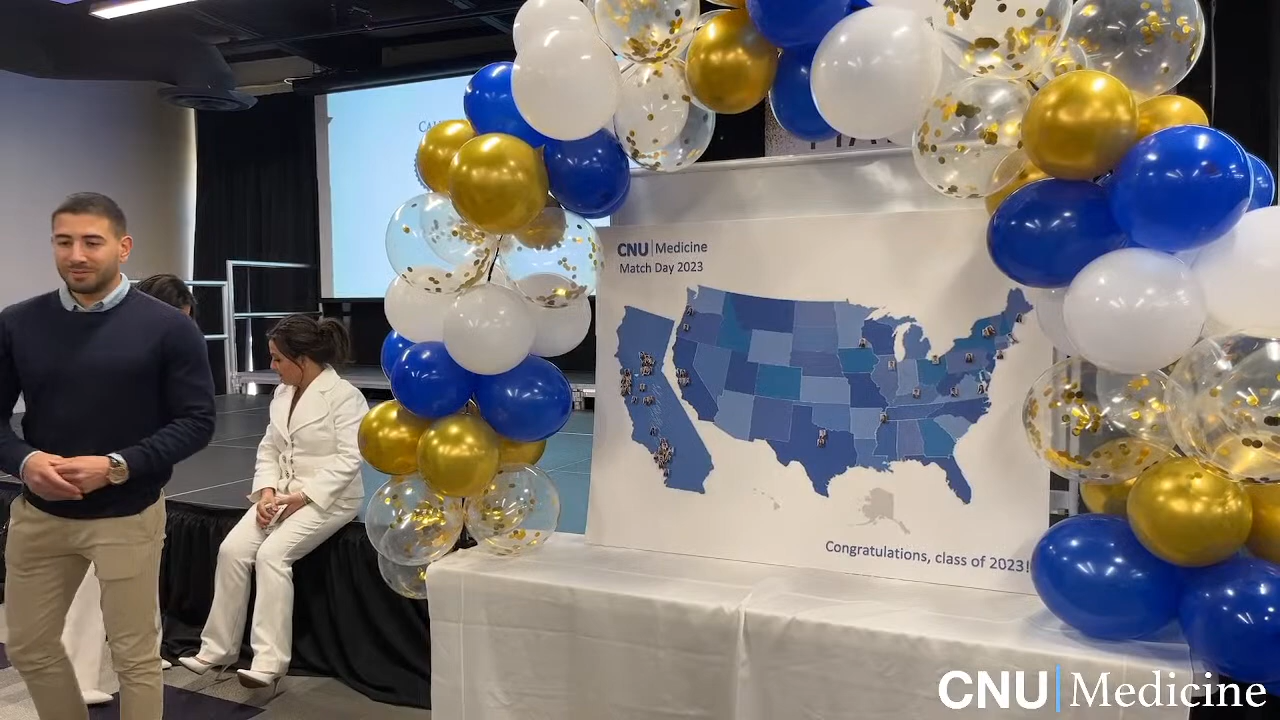 CNU | Medicine
Match Day 2023
Congratulations, class of 2023!
CNU | Medicine